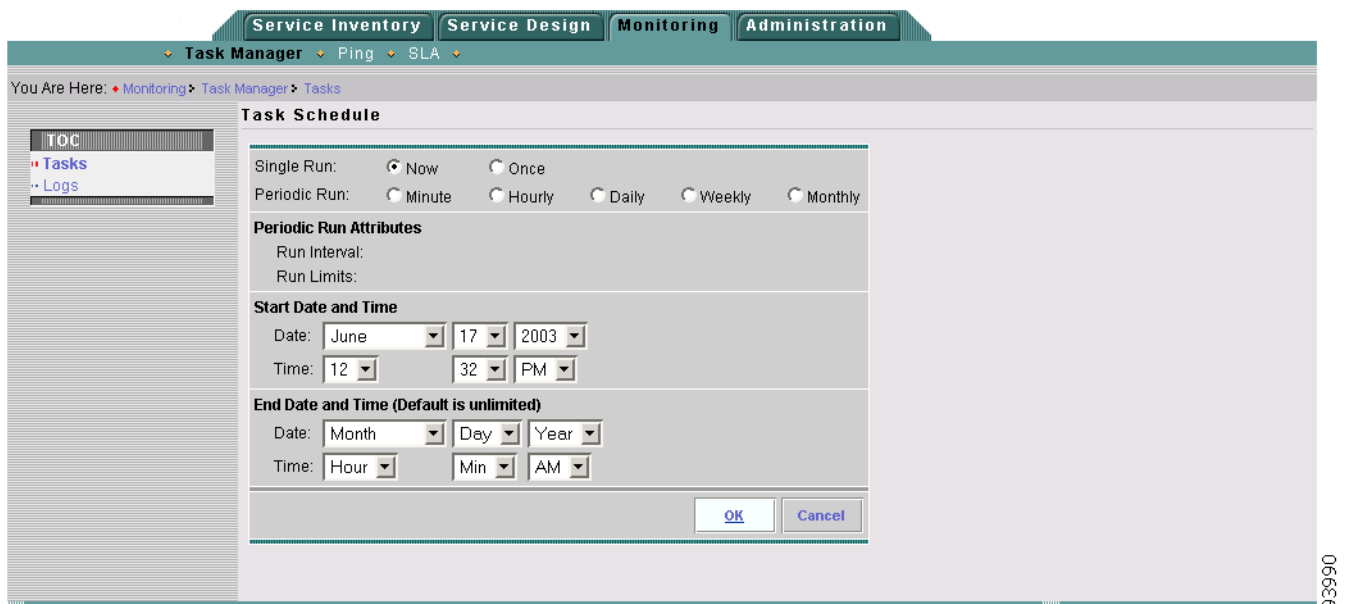 Service Inventory Service Design Monitoring Administration
Task Manager Ping SLA
You Are Here: Monitoring Task Manager Tasks
Task Schedule
TOC
Tasks
Logs
Single Run: Now Once
Periodic Run: Minute Hourly Daily Weekly Monthly
Periodic Run Attributes
Run Interval:
Run Limits:
Start Date and Time
Date: June 17 2003
Time: 12 32 PM
End Date and Time (Default is unlimited)
Date: Month Day Year
Time: Hour Min AM
OK Cancel